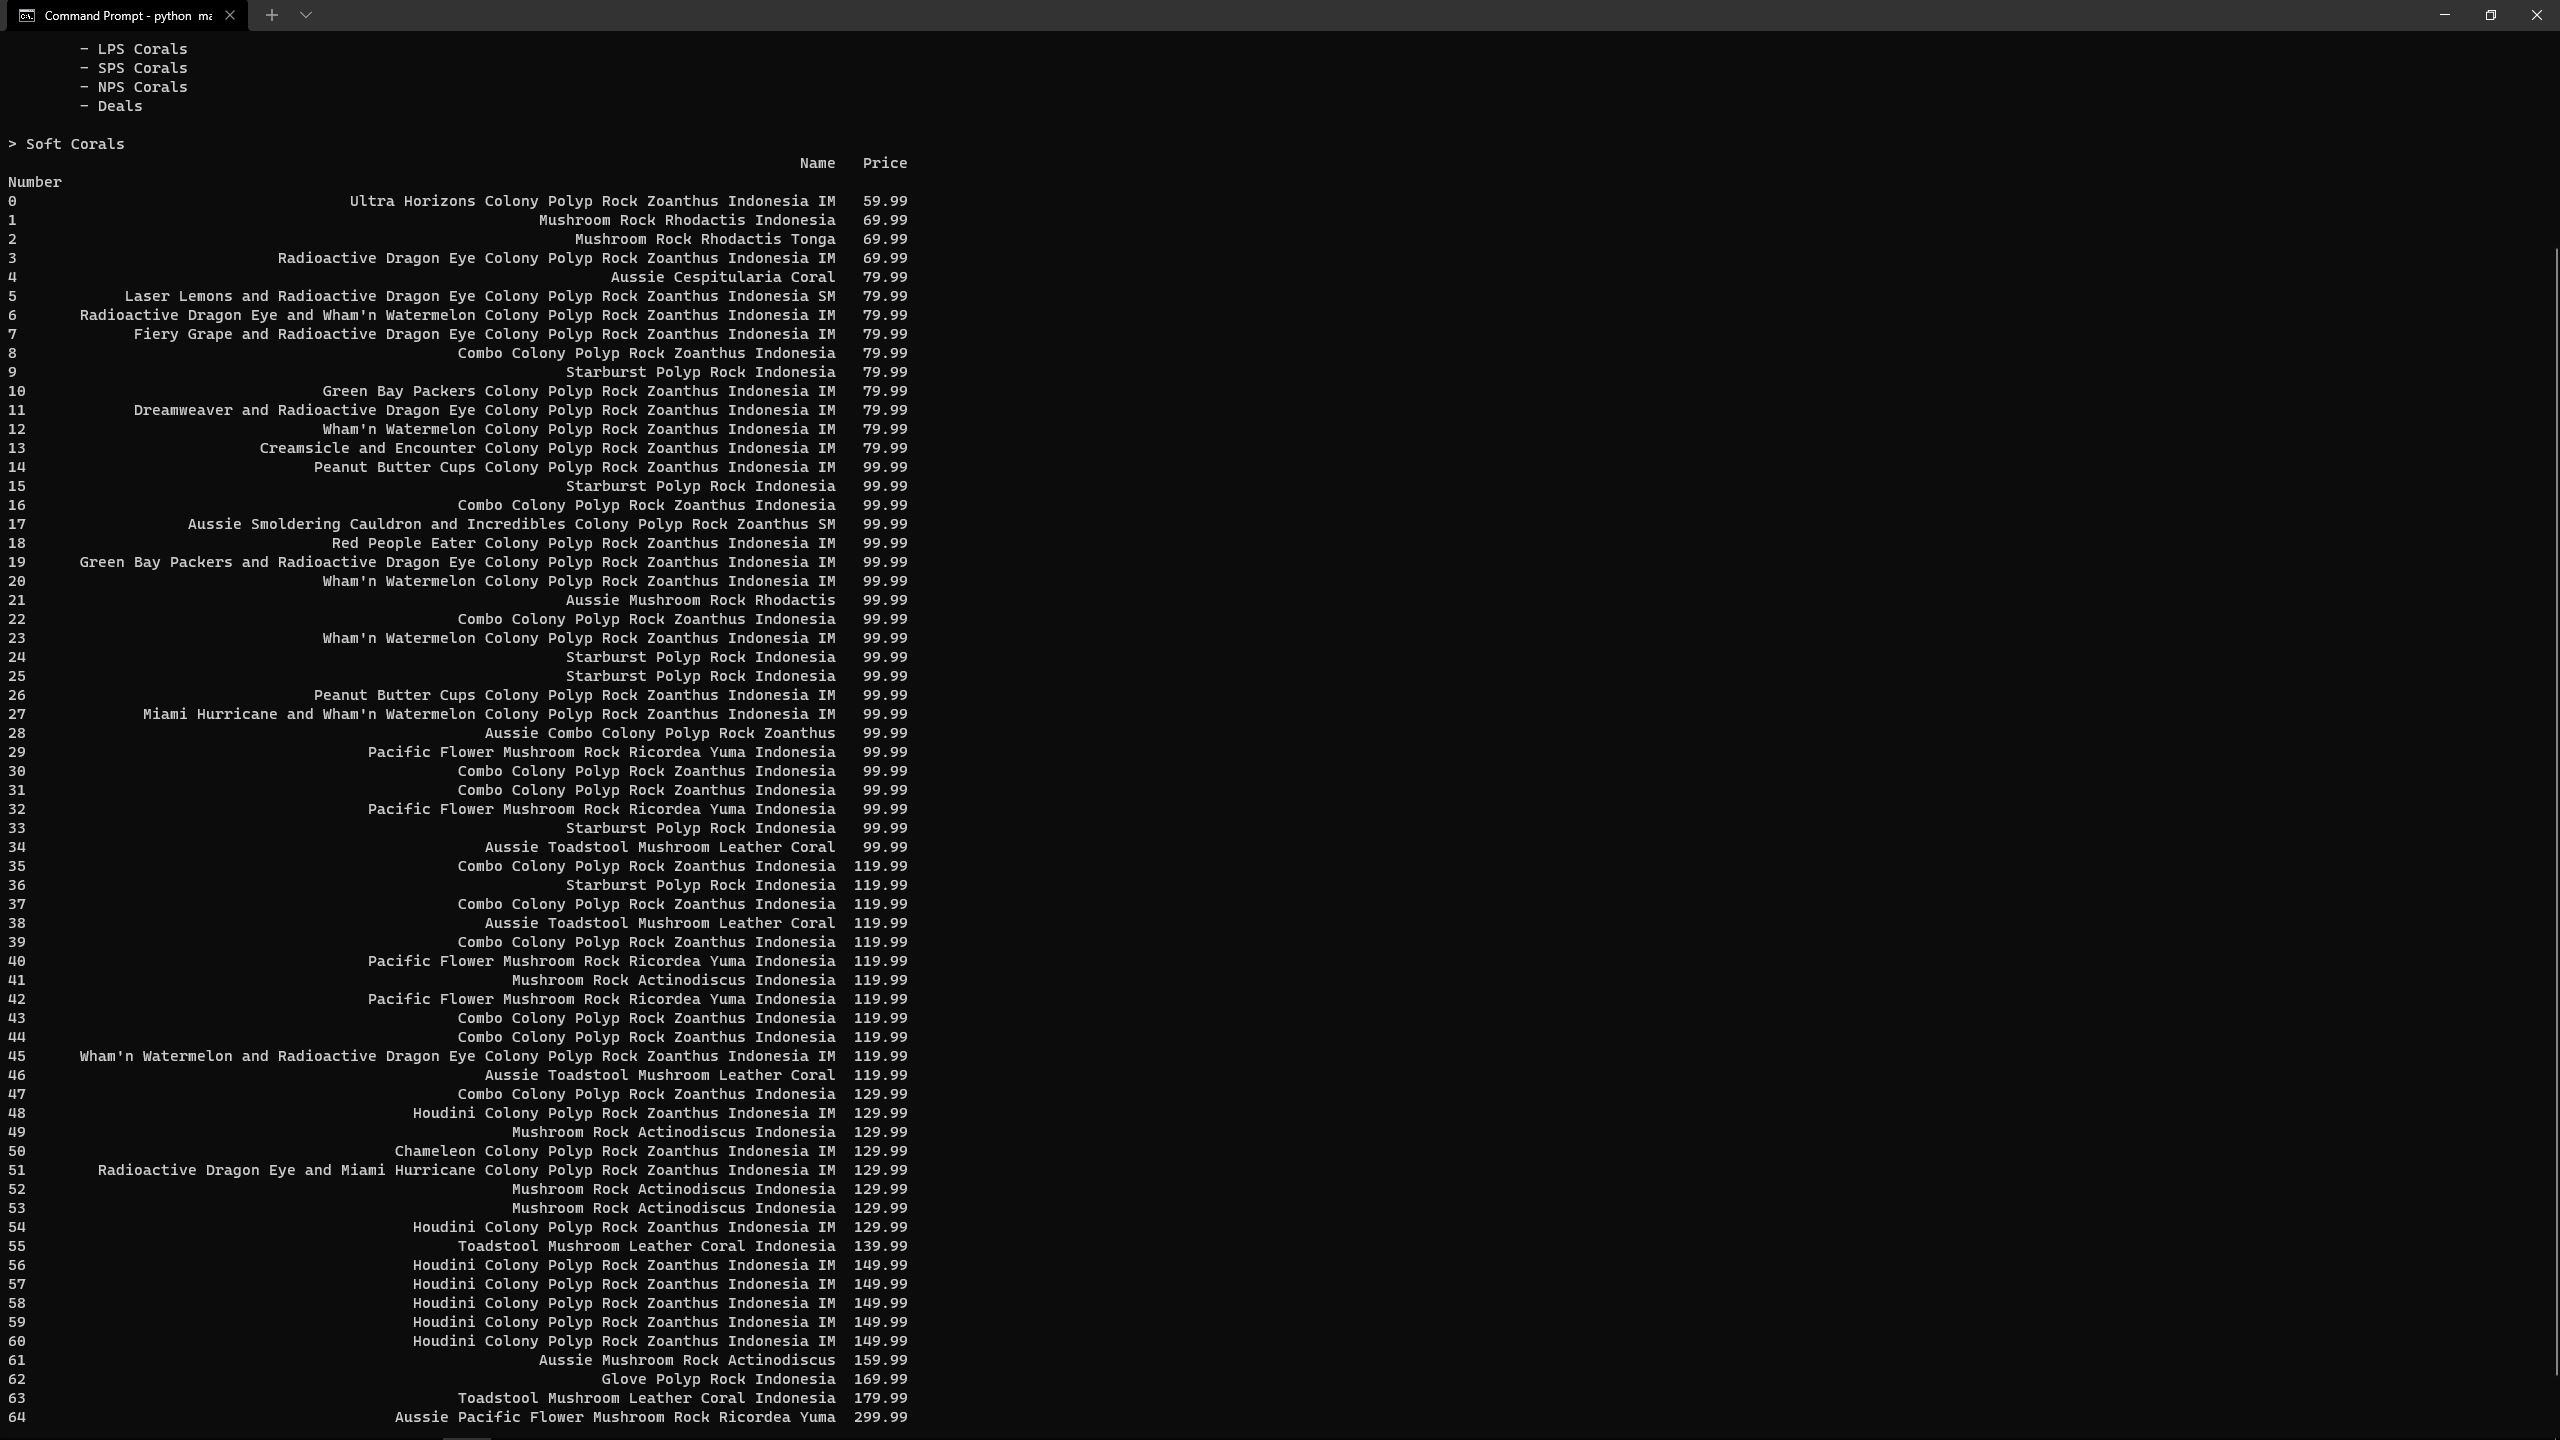 Command Prompt - python  ma
- LPS Corals
- SPS Corals
- NPS Corals
- Deals
> Soft Corals
Name   Price
Number
0 Ultra Horizons Colony Polyp Rock Zoanthus Indonesia IM 59.99
1 Mushroom Rock Rhodactis Indonesia 69.99
2 Mushroom Rock Rhodactis Tonga 69.99
3 Radioactive Dragon Eye Colony Polyp Rock Zoanthus Indonesia IM 69.99
4 Aussie Cespitularia Coral 79.99
5 Laser Lemons and Radioactive Dragon Eye Colony Polyp Rock Zoanthus Indonesia SM 79.99
6 Radioactive Dragon Eye and Wham'n Watermelon Colony Polyp Rock Zoanthus Indonesia IM 79.99
7 Fiery Grape and Radioactive Dragon Eye Colony Polyp Rock Zoanthus Indonesia IM 79.99
8 Combo Colony Polyp Rock Zoanthus Indonesia 79.99
9 Starburst Polyp Rock Indonesia 79.99
10 Green Bay Packers Colony Polyp Rock Zoanthus Indonesia IM 79.99
11 Dreamweaver and Radioactive Dragon Eye Colony Polyp Rock Zoanthus Indonesia IM 79.99
12 Wham'n Watermelon Colony Polyp Rock Zoanthus Indonesia IM 79.99
13 Creamsicle and Encounter Colony Polyp Rock Zoanthus Indonesia IM 79.99
14 Peanut Butter Cups Colony Polyp Rock Zoanthus Indonesia IM 99.99
15 Starburst Polyp Rock Indonesia 99.99
16 Combo Colony Polyp Rock Zoanthus Indonesia 99.99
17 Aussie Smoldering Cauldron and Incredibles Colony Polyp Rock Zoanthus SM 99.99
18 Red People Eater Colony Polyp Rock Zoanthus Indonesia IM 99.99
19 Green Bay Packers and Radioactive Dragon Eye Colony Polyp Rock Zoanthus Indonesia IM 99.99
20 Wham'n Watermelon Colony Polyp Rock Zoanthus Indonesia IM 99.99
21 Aussie Mushroom Rock Rhodactis 99.99
22 Combo Colony Polyp Rock Zoanthus Indonesia 99.99
23 Wham'n Watermelon Colony Polyp Rock Zoanthus Indonesia IM 99.99
24 Starburst Polyp Rock Indonesia 99.99
25 Starburst Polyp Rock Indonesia 99.99
26 Peanut Butter Cups Colony Polyp Rock Zoanthus Indonesia IM 99.99
27 Miami Hurricane and Wham'n Watermelon Colony Polyp Rock Zoanthus Indonesia IM 99.99
28 Aussie Combo Colony Polyp Rock Zoanthus 99.99
29 Pacific Flower Mushroom Rock Ricordea Yuma Indonesia 99.99
30 Combo Colony Polyp Rock Zoanthus Indonesia 99.99
31 Combo Colony Polyp Rock Zoanthus Indonesia 99.99
32 Pacific Flower Mushroom Rock Ricordea Yuma Indonesia 99.99
33 Starburst Polyp Rock Indonesia 99.99
34 Aussie Toadstool Mushroom Leather Coral 99.99
35 Combo Colony Polyp Rock Zoanthus Indonesia 119.99
36 Starburst Polyp Rock Indonesia 119.99
37 Combo Colony Polyp Rock Zoanthus Indonesia 119.99
38 Aussie Toadstool Mushroom Leather Coral 119.99
39 Combo Colony Polyp Rock Zoanthus Indonesia 119.99
40 Pacific Flower Mushroom Rock Ricordea Yuma Indonesia 119.99
41 Mushroom Rock Actinodiscus Indonesia 119.99
42 Pacific Flower Mushroom Rock Ricordea Yuma Indonesia 119.99
43 Combo Colony Polyp Rock Zoanthus Indonesia 119.99
44 Combo Colony Polyp Rock Zoanthus Indonesia 119.99
45 Wham'n Watermelon and Radioactive Dragon Eye Colony Polyp Rock Zoanthus Indonesia IM 119.99
46 Aussie Toadstool Mushroom Leather Coral 119.99
47 Combo Colony Polyp Rock Zoanthus Indonesia 129.99
48 Houdini Colony Polyp Rock Zoanthus Indonesia IM 129.99
49 Mushroom Rock Actinodiscus Indonesia 129.99
50 Chameleon Colony Polyp Rock Zoanthus Indonesia IM 129.99
51 Radioactive Dragon Eye and Miami Hurricane Colony Polyp Rock Zoanthus Indonesia IM 129.99
52 Mushroom Rock Actinodiscus Indonesia 129.99
53 Mushroom Rock Actinodiscus Indonesia 129.99
54 Houdini Colony Polyp Rock Zoanthus Indonesia IM 129.99
55 Toadstool Mushroom Leather Coral Indonesia 139.99
56 Houdini Colony Polyp Rock Zoanthus Indonesia IM 149.99
57 Houdini Colony Polyp Rock Zoanthus Indonesia IM 149.99
58 Houdini Colony Polyp Rock Zoanthus Indonesia IM 149.99
59 Houdini Colony Polyp Rock Zoanthus Indonesia IM 149.99
60 Houdini Colony Polyp Rock Zoanthus Indonesia IM 149.99
61 Aussie Mushroom Rock Actinodiscus 159.99
62 Glove Polyp Rock Indonesia 169.99
63 Toadstool Mushroom Leather Coral Indonesia 179.99
64 Aussie Pacific Flower Mushroom Rock Ricordea Yuma 299.99